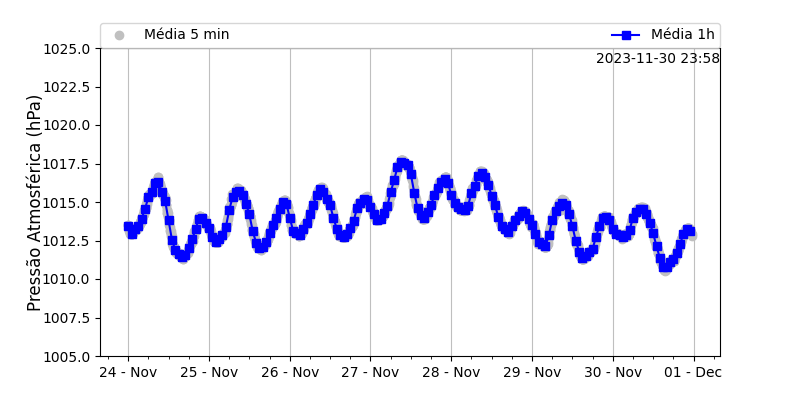 Média 5 min
Média 1h
2023-11-30 23:58
Pressão Atmosférica (hPa)
1025.0
1022.5
1020.0
1017.5
1015.0
1012.5
1010.0
1007.5
1005.0
24 - Nov
25 - Nov
26 - Nov
27 - Nov
28 - Nov
29 - Nov
30 - Nov
01 - Dec